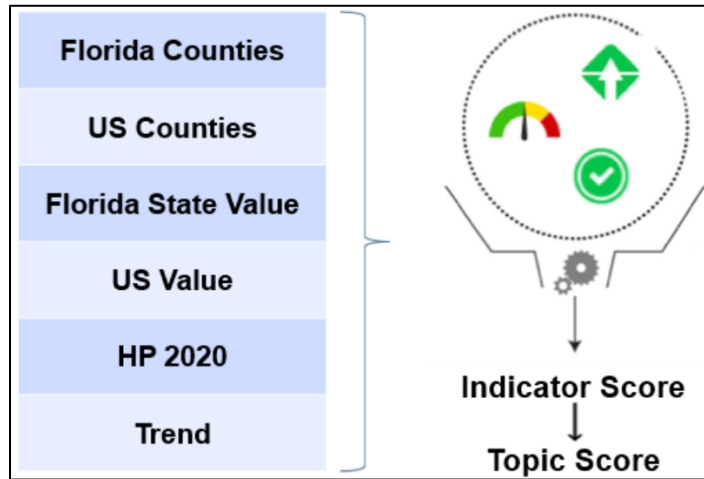 Florida Counties
US Counties
Florida State Value
US Value
HP 2020
Trend
Indicator Score
Topic Score